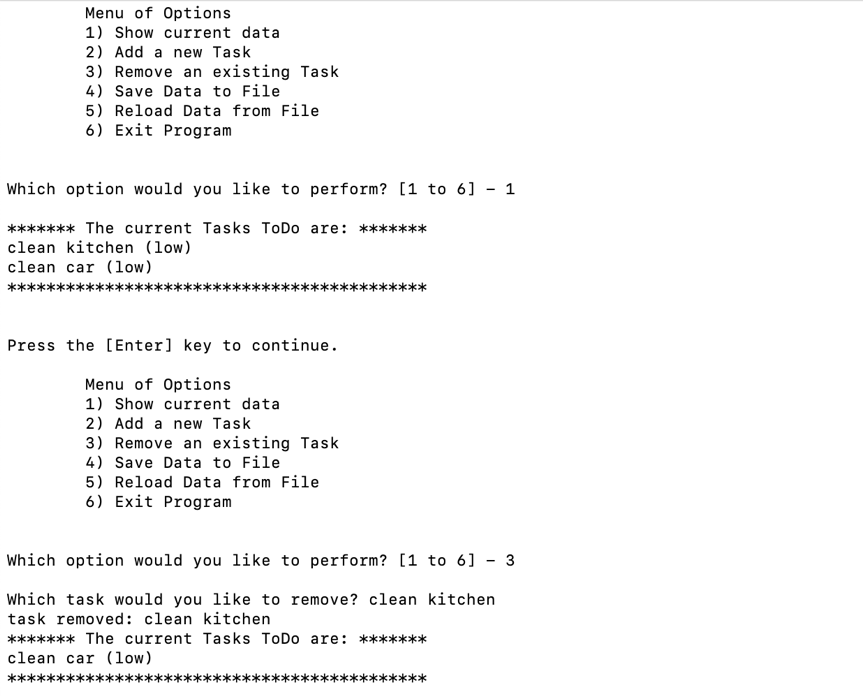 Menu of Options
1) Show current data
2) Add a new Task
3) Remove an existing Task
4) Save Data to File
5) Reload Data from File
6) Exit Program
Which option would you like to perform? [1 to 6] - 1
******* The current Tasks ToDo are: *******
clean kitchen (low)
clean car (low)
*******************************************
Press the [Enter] key to continue.
Menu of Options
1) Show current data
2) Add a new Task
3) Remove an existing Task
4) Save Data to File
5) Reload Data from File
6) Exit Program
Which option would you like to perform? [1 to 6] - 3
Which task would you like to remove? clean kitchen
task removed: clean kitchen
******* The current Tasks ToDo are: *******
clean car (low)
*******************************************